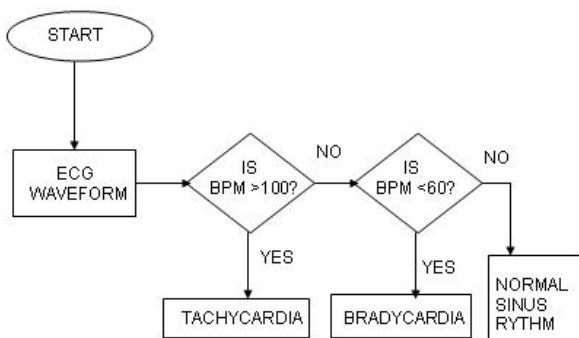 START
ECG
WAVEFORM
IS
BPM >100?
NO
IS
BPM <60?
NO
YES
YES
TACHYCARDIA
BRADYCARDIA
NORMAL
SINUS
RYTHM